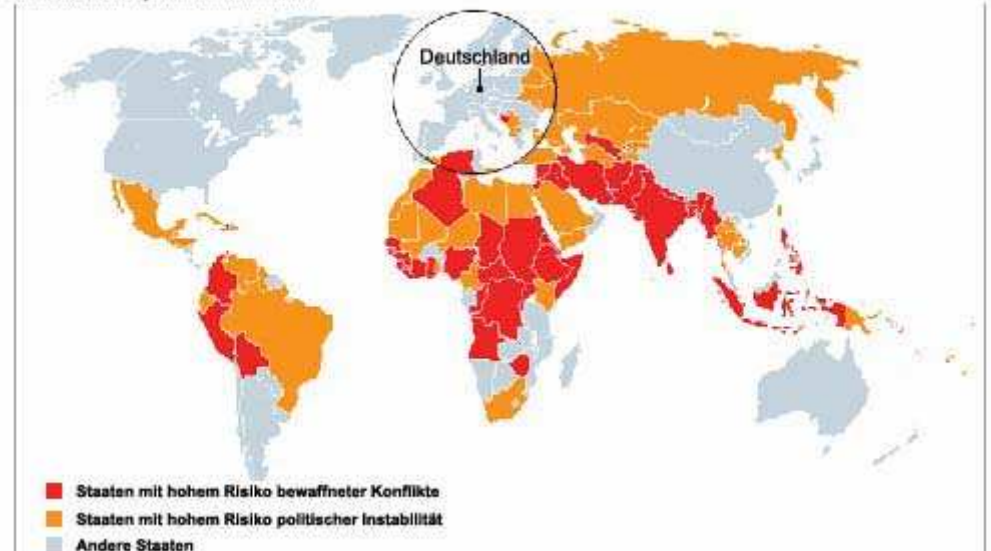 Deutschland
Staaten mit hohem Risiko bewaffneter Konflikte
Staaten mit hohem Risiko politischer Instabilität
Andere Staaten